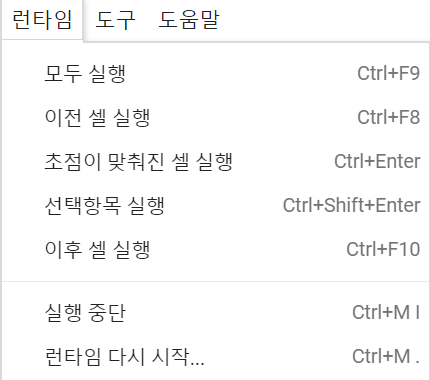 런타임 도구 도움말
모두 실행 Ctrl+F9
이전 셀 실행 Ctrl+F8
초점이 맞춰진 셀 실행 Ctrl+Enter
선택항목 실행 Ctrl+Shift+Enter
이후 셀 실행 Ctrl+F10
실행 중단 Ctrl+M I
런타임 다시 시작... Ctrl+M .